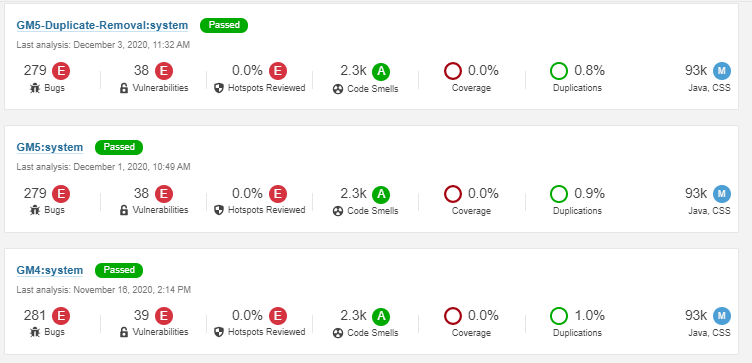 GM5-Duplicate-Removal:system Passed
Last analysis: December 3, 2020, 11:32 AM
279 E 38 E 0.0% E 2.3k A 0.0% 0.8% 93k M
Bugs Vulnerabilities Hotspots Reviewed Code Smells Coverage Duplications Java, CSS
GM5:system Passed
Last analysis: December 1, 2020, 10:49 AM
279 E 38 E 0.0% E 2.3k A 0.0% 0.9% 93k M
Bugs Vulnerabilities Hotspots Reviewed Code Smells Coverage Duplications Java, CSS
GM4:system Passed
Last analysis: November 16, 2020, 2:14 PM
281 E 39 E 0.0% E 2.3k A 0.0% 1.0% 93k M
Bugs Vulnerabilities Hotspots Reviewed Code Smells Coverage Duplications Java, CSS